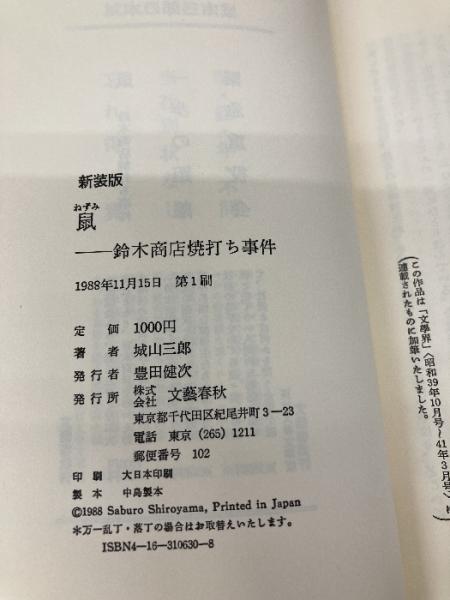 新装版
ねずみ
鼠
――鈴木商店焼打ち事件
1988年11月15日 第1刷
定価 1000円
著者 城山三郎
発行者 豊田健次
発行所 株式会社 文藝春秋
東京都千代田区紀尾井町3―23
電話 東京 (265) 1211
郵便番号 102
印刷 大日本印刷
製本 中島製本
©1988 Saburo Shiroyama, Printed in Japan
*万一乱丁・落丁の場合はお取替えいたします。
ISBN4―16―310630―8
(この作品は「文學界」〈昭和39年10月号~41年3月号〉に
連載されたものに加筆いたしました。)